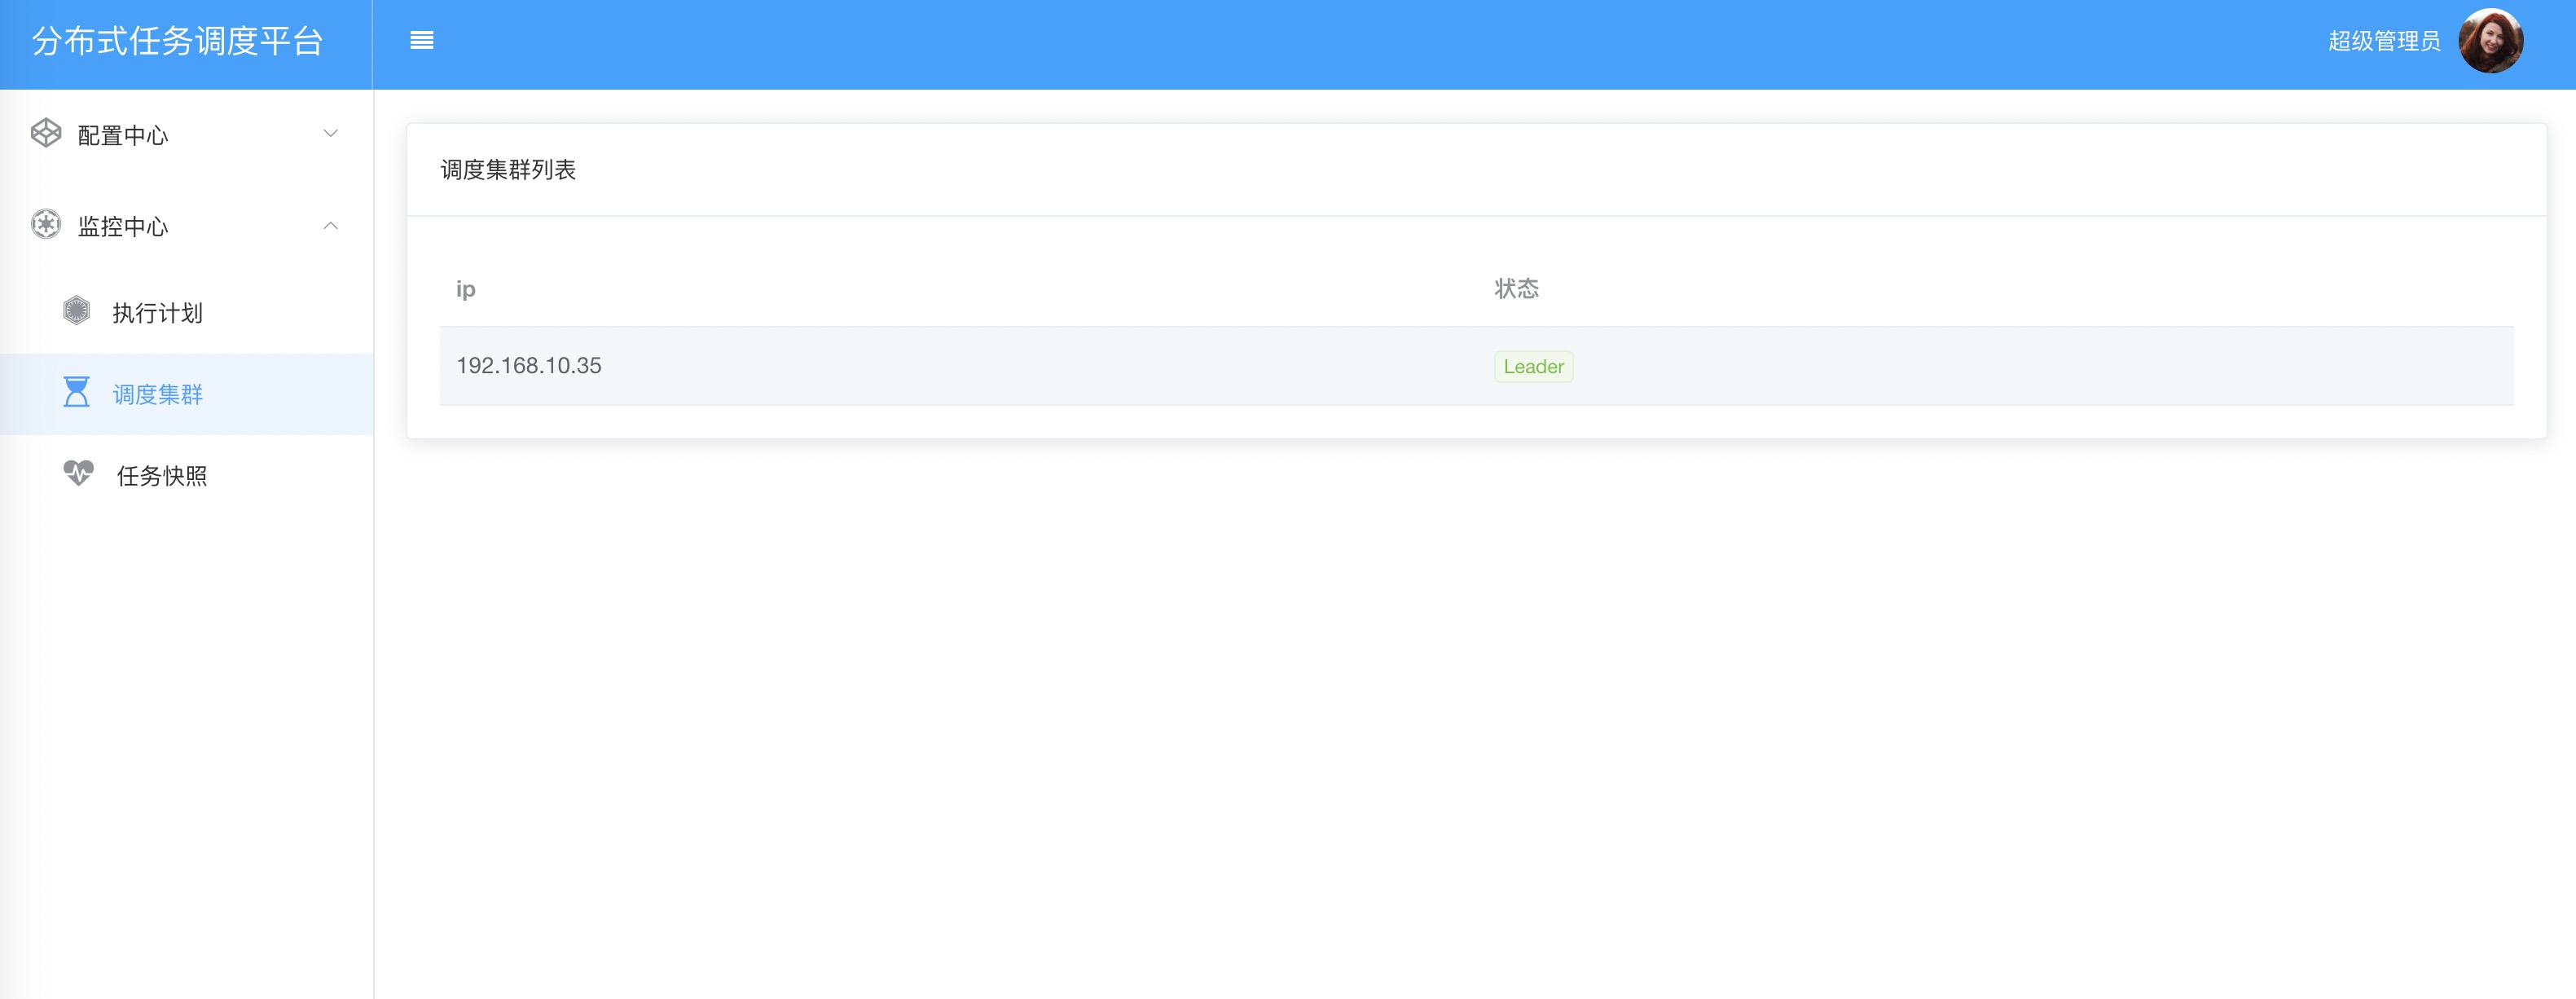 分布式任务调度平台
超级管理员
配置中心
监控中心
执行计划
调度集群
任务快照
调度集群列表
ip 状态
192.168.10.35 Leader